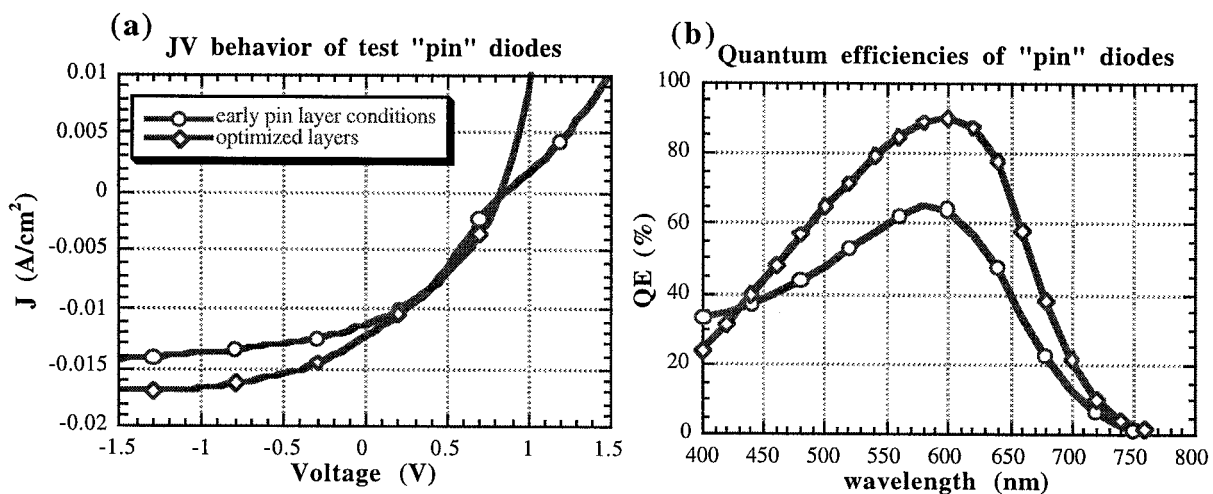 (a)
JV behavior of test "pin" diodes
0.01
0.005
0
-0.005
-0.01
-0.015
-0.02
J (A/cm²)
early pin layer conditions
optimized layers
-1.5 -1 -0.5 0 0.5 1 1.5
Voltage (V)
(b)
Quantum efficiencies of "pin" diodes
100
80
60
40
20
0
QE (%)
400 450 500 550 600 650 700 750 800
wavelength (nm)